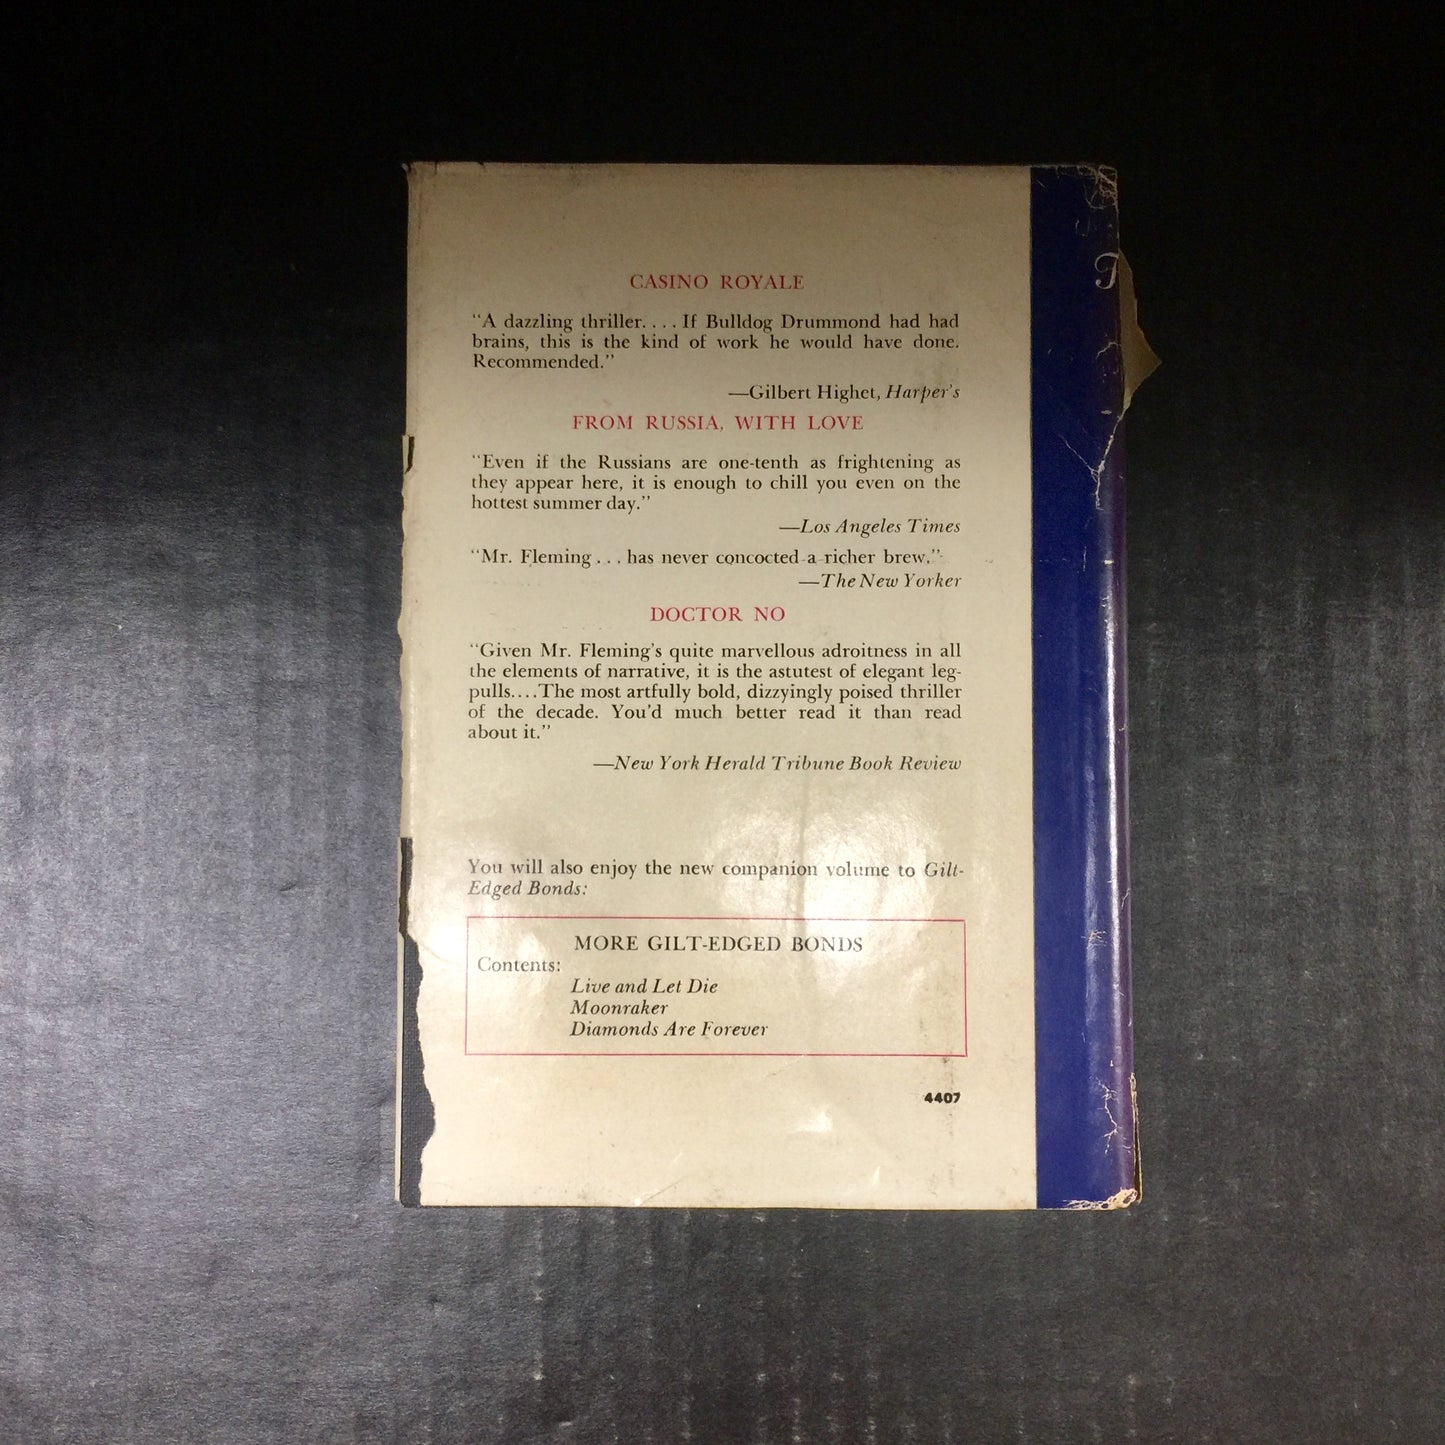 CASINO ROYALE
"A dazzling thriller. . . . If Bulldog Drummond had had
brains, this is the kind of work he would have done.
Recommended."
—Gilbert Highet, Harper's
FROM RUSSIA, WITH LOVE
"Even if the Russians are one-tenth as frightening as
they appear here, it is enough to chill you even on the
hottest summer day."
—Los Angeles Times
"Mr. Fleming . . . has never concocted a richer brew."
—The New Yorker
DOCTOR NO
"Given Mr. Fleming's quite marvellous adroitness in all
the elements of narrative, it is the astutest of elegant leg-
pulls. . . .The most artfully bold, dizzyingly poised thriller
of the decade. You'd much better read it than read
about it."
—New York Herald Tribune Book Review
You will also enjoy the new companion volume to Gilt-
Edged Bonds:
MORE GILT-EDGED BONDS
Contents:
Live and Let Die
Moonraker
Diamonds Are Forever
4407